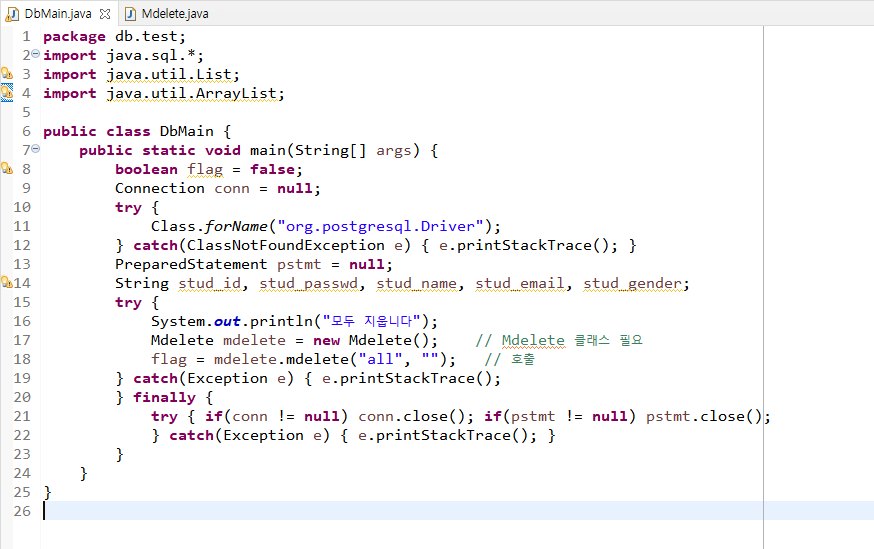 DbMain.java Mdelete.java
1 package db.test;
2 import java.sql.*;
3 import java.util.List;
4 import java.util.ArrayList;
5
6 public class DbMain {
7     public static void main(String[] args) {
8         boolean flag = false;
9         Connection conn = null;
10         try {
11             Class.forName("org.postgresql.Driver");
12         } catch(ClassNotFoundException e) { e.printStackTrace(); }
13         PreparedStatement pstmt = null;
14         String stud_id, stud_passwd, stud_name, stud_email, stud_gender;
15         try {
16             System.out.println("모두 지웁니다");
17             Mdelete mdelete = new Mdelete();    // Mdelete 클래스 필요
18             flag = mdelete.mdelete("all", "");   // 호출
19         } catch(Exception e) { e.printStackTrace();
20         } finally {
21             try { if(conn != null) conn.close(); if(pstmt != null) pstmt.close();
22             } catch(Exception e) { e.printStackTrace(); }
23         }
24     }
25 }
26